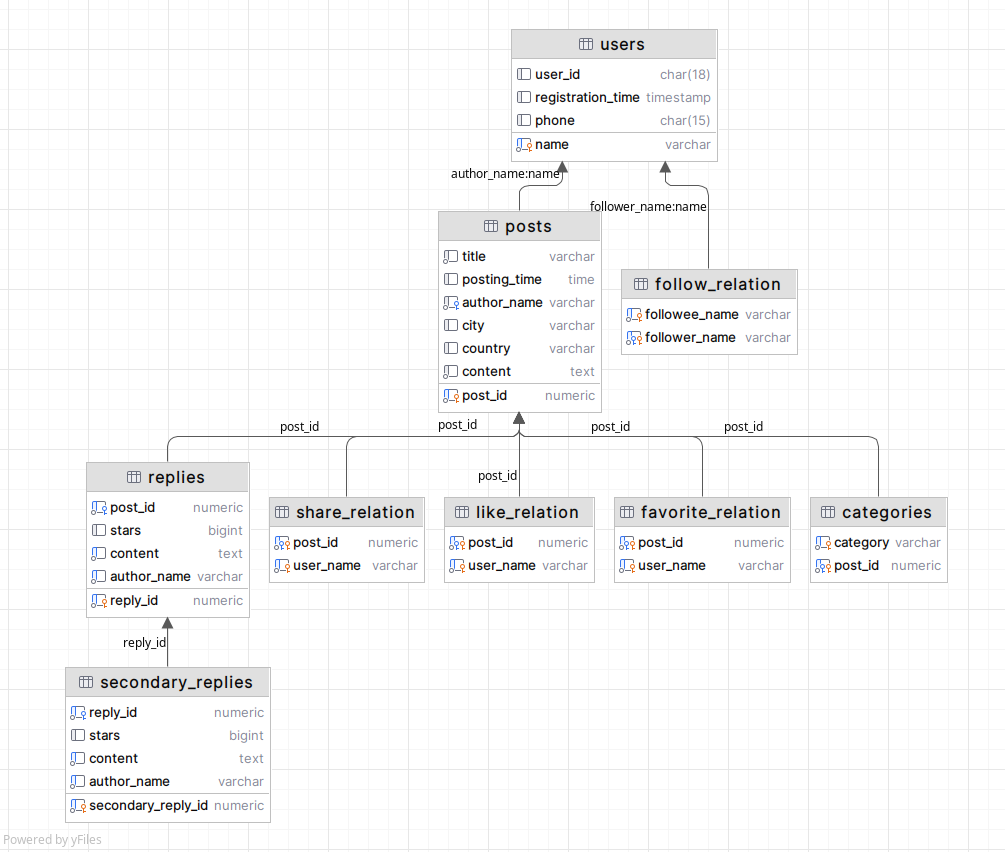 users
user_id char(18)
registration_time timestamp
phone char(15)
name varchar
author_name:name
follower_name:name
posts
title varchar
posting_time time
author_name varchar
city varchar
country varchar
content text
post_id numeric
follow_relation
followee_name varchar
follower_name varchar
post_id
post_id
post_id
post_id
post_id
replies
post_id numeric
stars bigint
content text
author_name varchar
reply_id numeric
share_relation
post_id numeric
user_name varchar
like_relation
post_id numeric
user_name varchar
favorite_relation
post_id numeric
user_name varchar
categories
category varchar
post_id numeric
reply_id
secondary_replies
reply_id numeric
stars bigint
content text
author_name varchar
secondary_reply_id numeric
Powered by yFiles